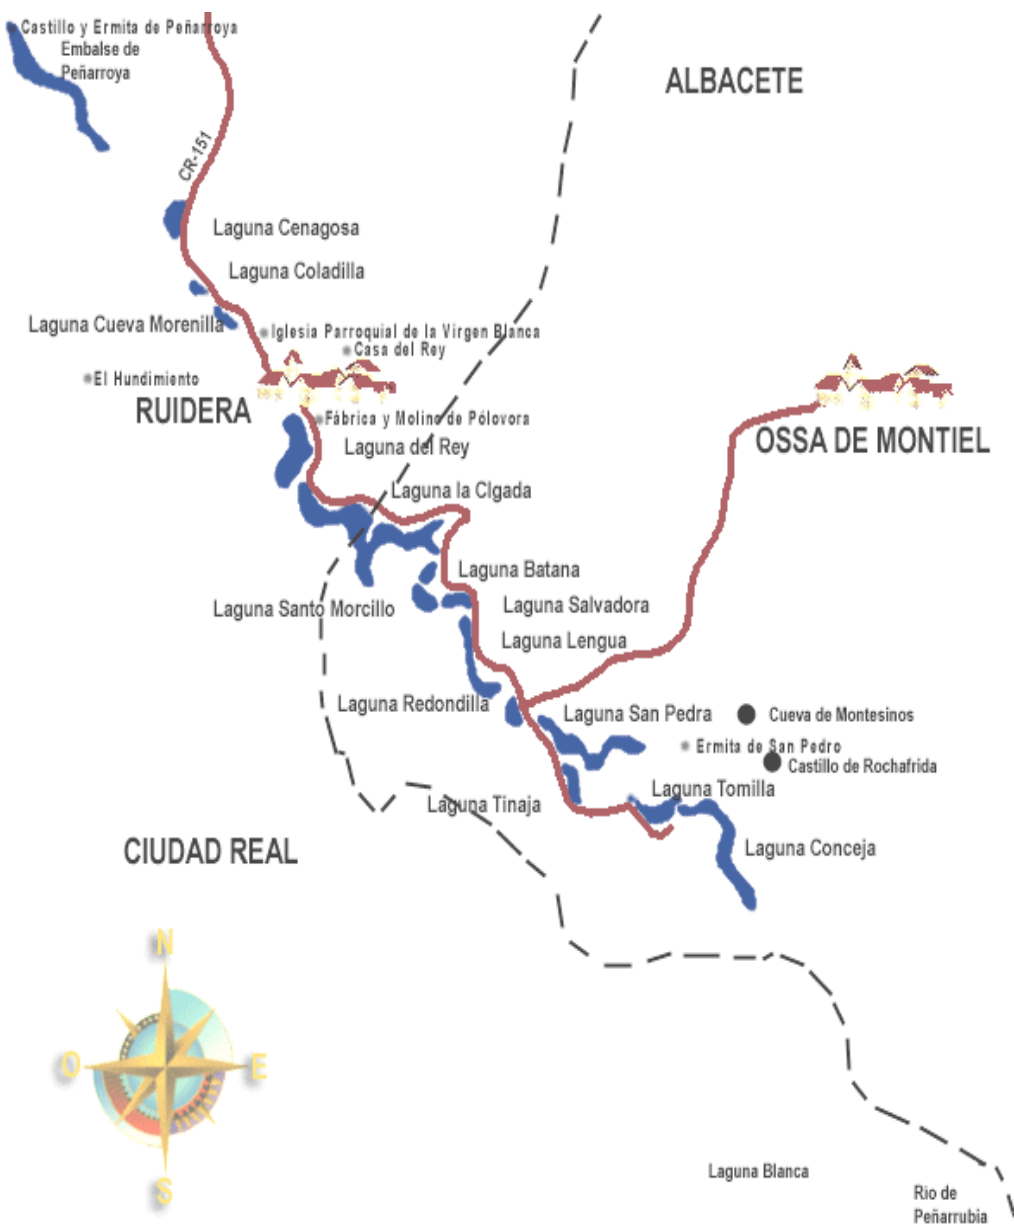 Castillo y Ermita de Peñarroya
Embalse de
Peñarroya
ALBACETE
CR-151
Laguna Cenagosa
Laguna Coladilla
Laguna Cueva Morenilla
Iglesia Parroquial de la Virgen Blanca
Casa del Rey
El Hundimiento
RUIDERA
Fábrica y Molino de Pólovora
Laguna del Rey
OSSA DE MONTIEL
Laguna la Clgada
Laguna Batana
Laguna Santo Morcillo
Laguna Salvadora
Laguna Lengua
Laguna Redondilla
Laguna San Pedra
Cueva de Montesinos
Ermita de San Pedro
Castillo de Rochafrida
Laguna Tomilla
Laguna Tinaja
CIUDAD REAL
Laguna Conceja
N
O
E
S
Laguna Blanca
Rio de
Peñarrubia